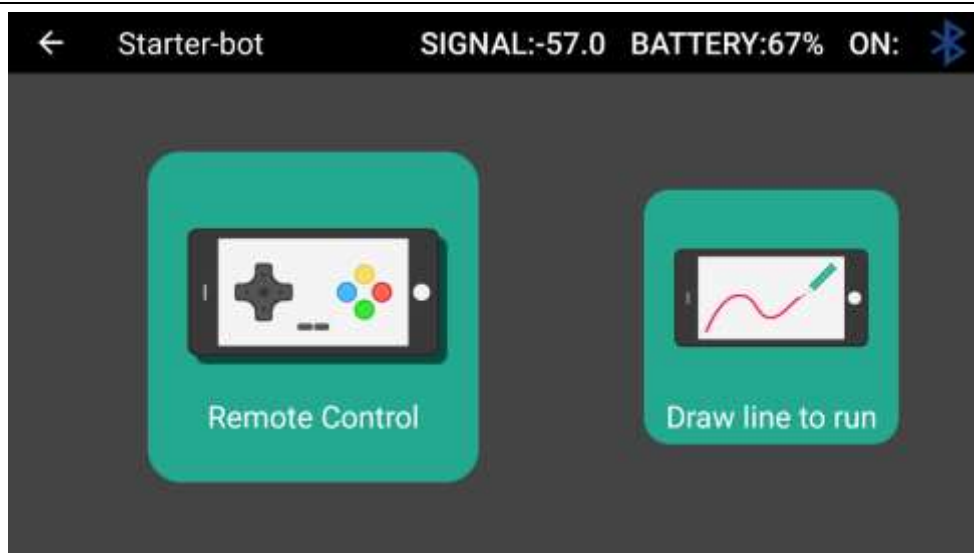 Starter-bot SIGNAL:-57.0 BATTERY:67% ON:
Remote Control
Draw line to run